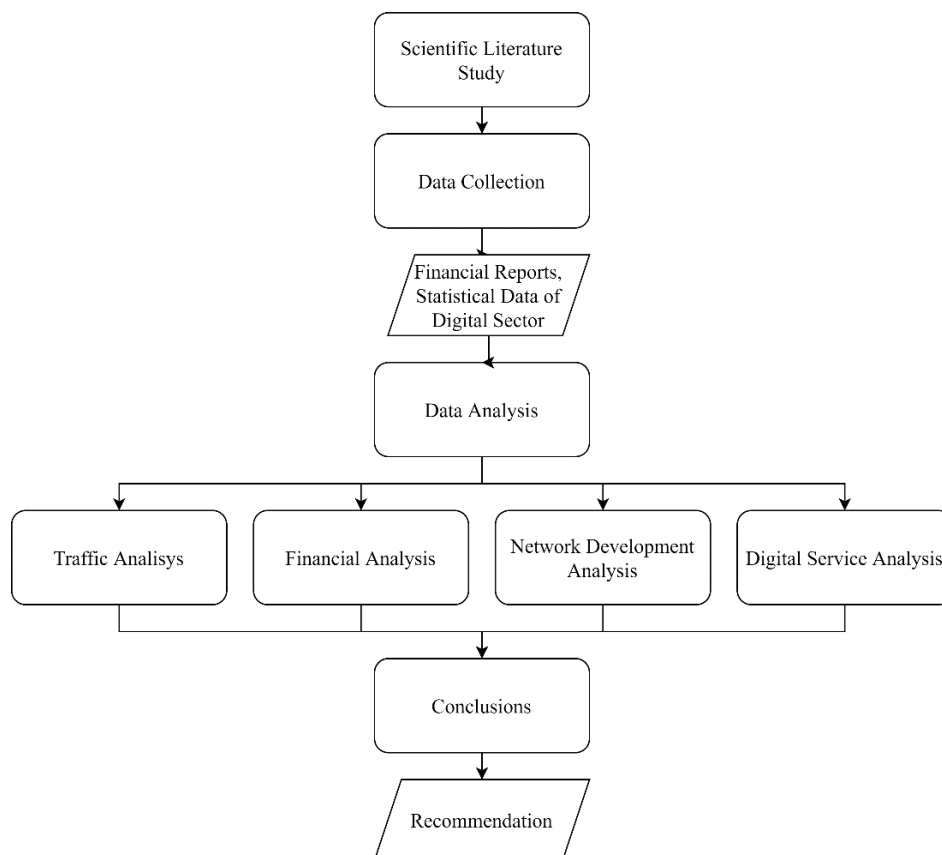 Scientific Literature
Study
Data Collection
Financial Reports,
Statistical Data of
Digital Sector
Data Analysis
Traffic Analisys
Financial Analysis
Network Development
Analysis
Digital Service Analysis
Conclusions
Recommendation